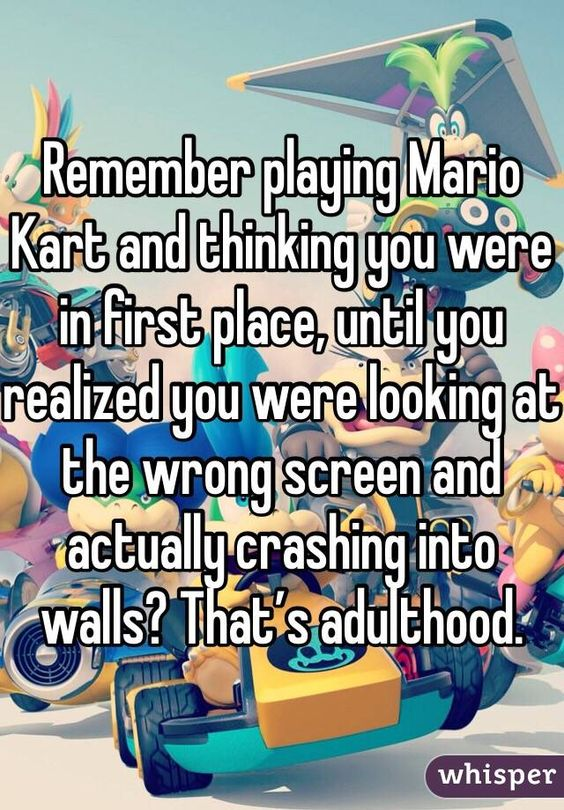 Remember playing Mario
Kart and thinking you were
in first place, until you
realized you were looking at
the wrong screen and
actually crashing into
walls? That’s adulthood.
whisper